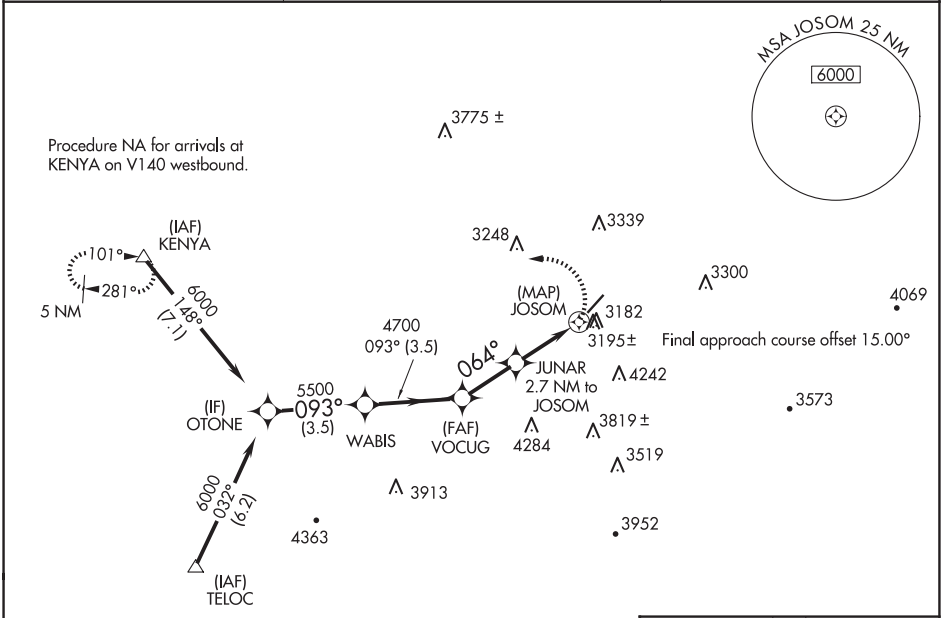 MSA JOSOM 25 NM
6000
3775 ±
Procedure NA for arrivals at
KENYA on V140 westbound.
(IAF)
KENYA
101°
281°
5 NM
6000
148°
(7.1)
3248
3339
3300
4069
(MAP)
JOSOM
3182
3195±
Final approach course offset 15.00°
4700
093° (3.5)
064°
JUNAR
2.7 NM to
JOSOM
4242
3573
(IF)
OTONE
5500
093°
(3.5)
WABIS
(FAF)
VOCUG
4284
3819 ±
3519
3913
4363
3952
6000
032°
(6.2)
(IAF)
TELOC